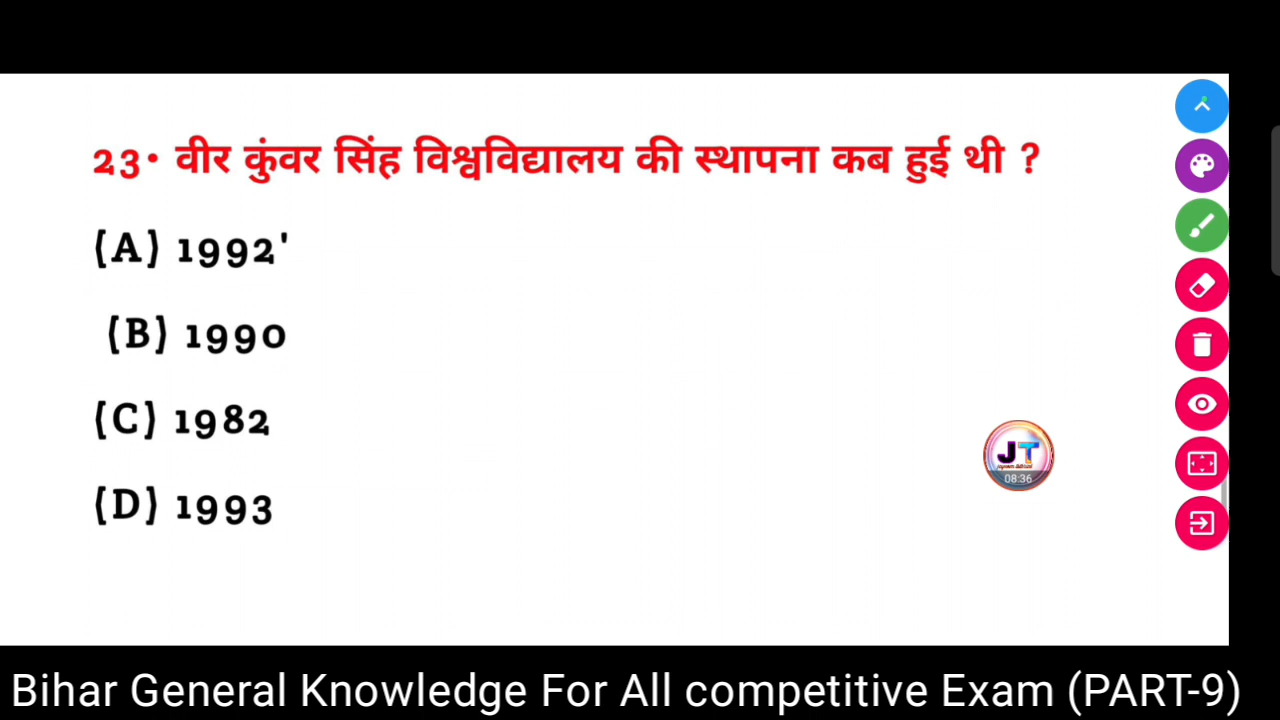 23• वीर कुंवर सिंह विश्वविद्यालय की स्थापना कब हुई थी ?
(A) 1992'
(B) 1990
(C) 1982
(D) 1993
JT
08:36
Bihar General Knowledge For All competitive Exam (PART-9)